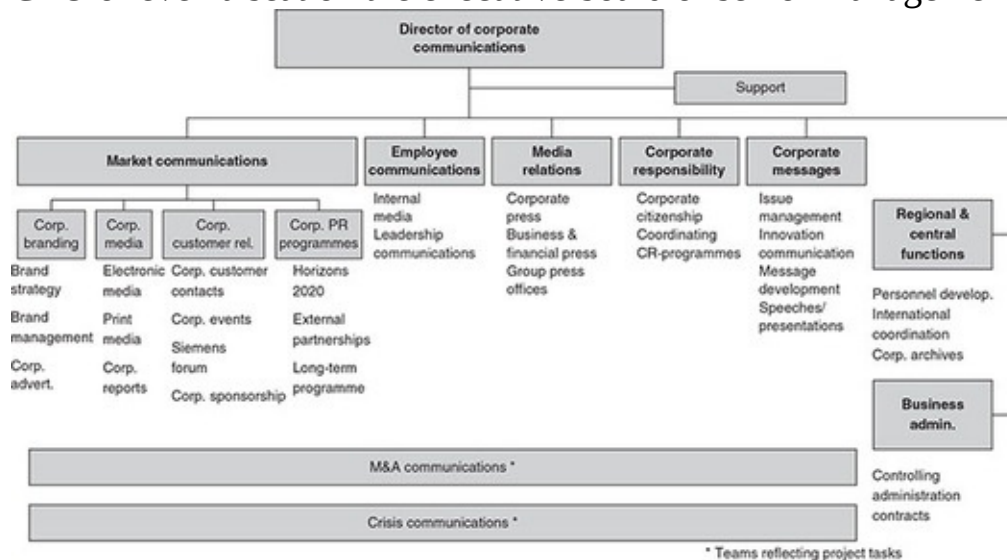 Director of corporate
communications
Support
Market communications
Employee
communications
Media
relations
Corporate
responsibility
Corporate
messages
Corp.
branding
Corp.
media
Corp.
customer rel.
Corp. PR
programmes
Brand
strategy
Brand
management
Corp.
advert.
Electronic
media
Print
media
Corp.
reports
Corp. customer
contacts
Corp. events
Siemens
forum
Corp. sponsorship
Horizons
2020
External
partnerships
Long-term
programme
Internal
media
Leadership
communications
Corporate
press
Business &
financial press
Group press
offices
Corporate
citizenship
Coordinating
CR-programmes
Issue
management
Innovation
communication
Message
development
Speeches/
presentations
Regional &
central
functions
Personnel develop.
International
coordination
Corp. archives
Business
admin.
Controlling
administration
contracts
M&A communications *
Crisis communications *
* Teams reflecting project tasks